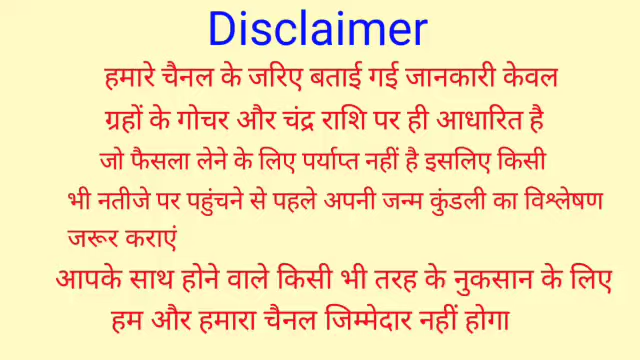 Disclaimer
हमारे चैनल के जरिए बताई गई जानकारी केवल
ग्रहों के गोचर और चंद्र राशि पर ही आधारित है
जो फैसला लेने के लिए पर्याप्त नहीं है इसलिए किसी
भी नतीजे पर पहुंचने से पहले अपनी जन्म कुंडली का विश्लेषण
जरूर कराएं
आपके साथ होने वाले किसी भी तरह के नुकसान के लिए
हम और हमारा चैनल जिम्मेदार नहीं होगा